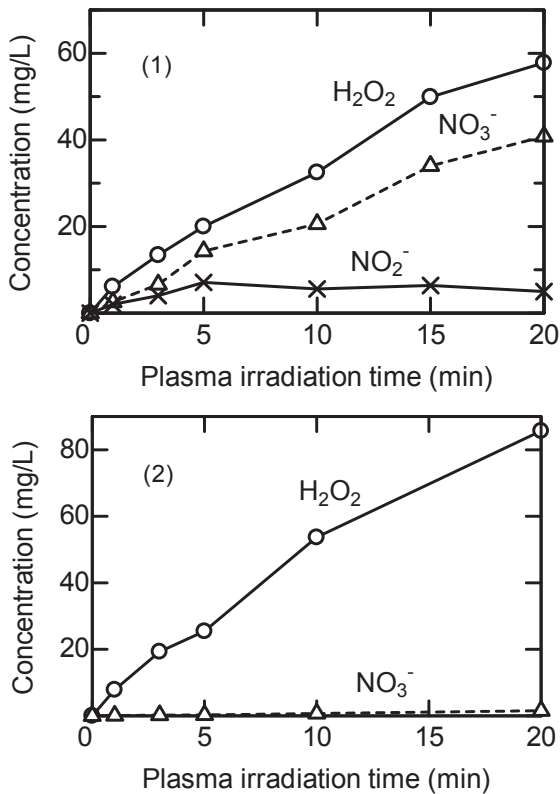 60
(1)
H₂O₂
NO₃⁻
40
20
NO₂⁻
Concentration (mg/L)
0 5 10 15 20
Plasma irradiation time (min)
80
(2)
H₂O₂
60
40
20
NO₃⁻
Concentration (mg/L)
0 5 10 15 20
Plasma irradiation time (min)